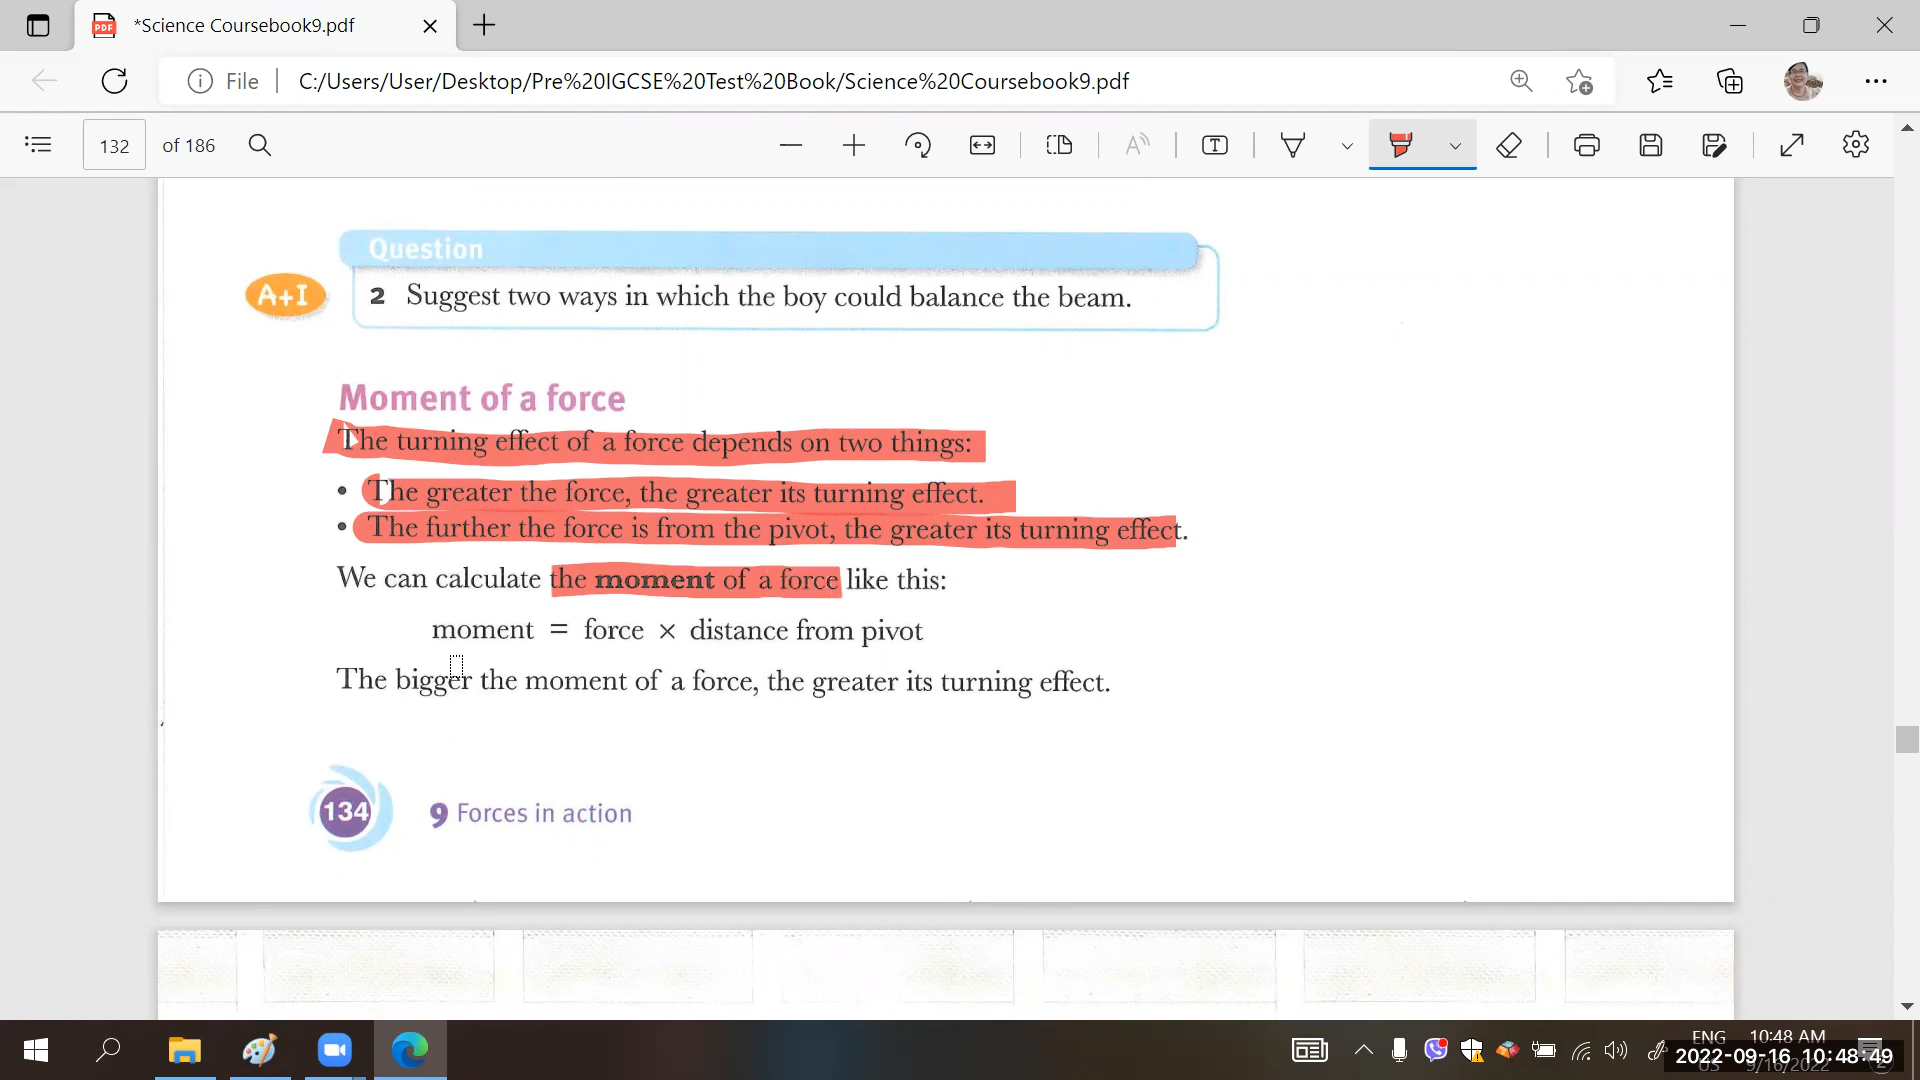 *Science Coursebook9.pdf
File
C:/Users/User/Desktop/Pre%20IGCSE%20Test%20Book/Science%20Coursebook9.pdf
132 of 186
Question
A+I
2 Suggest two ways in which the boy could balance the beam.
Moment of a force
The turning effect of a force depends on two things:
• The greater the force, the greater its turning effect.
• The further the force is from the pivot, the greater its turning effect.
We can calculate the moment of a force like this:
moment = force × distance from pivot
The bigger the moment of a force, the greater its turning effect.
134 9 Forces in action
ENG 10:48 AM
2022-09-16 10:48:49